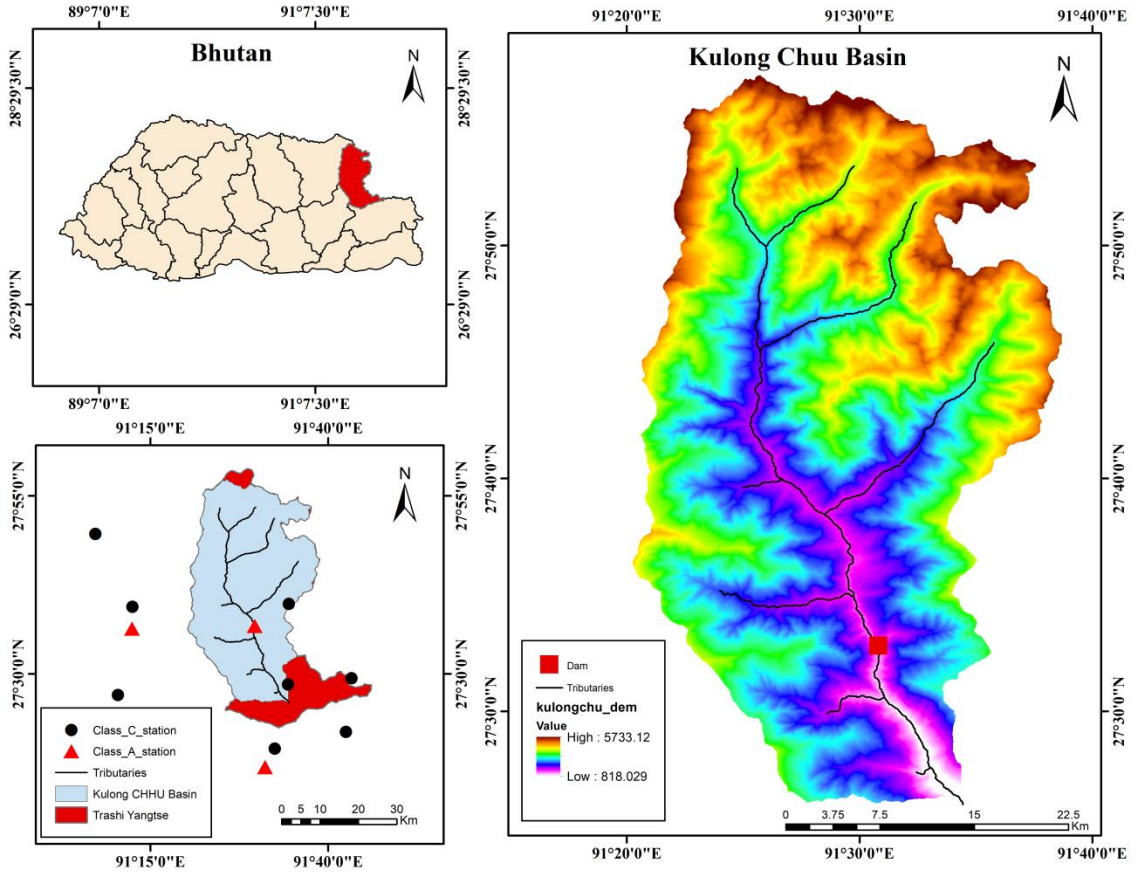 89°7'0"E 91°7'30"E
Bhutan
N
28°29'30"N
28°29'30"N
26°29'0"N
26°29'0"N
89°7'0"E 91°7'30"E
91°15'0"E 91°40'0"E
N
27°55'0"N
27°55'0"N
27°30'0"N
27°30'0"N
Class_C_station
Class_A_station
Tributaries
Kulong CHHU Basin
Trashi Yangtse
0 5 10 20 30
Km
91°15'0"E 91°40'0"E
91°20'0"E 91°30'0"E 91°40'0"E
Kulong Chuu Basin
N
27°50'0"N
27°50'0"N
27°40'0"N
27°40'0"N
27°30'0"N
27°30'0"N
Dam
Tributaries
kulongchu_dem
Value
High : 5733.12
Low : 818.029
0 3.75 7.5 15 22.5
Km
91°20'0"E 91°30'0"E 91°40'0"E